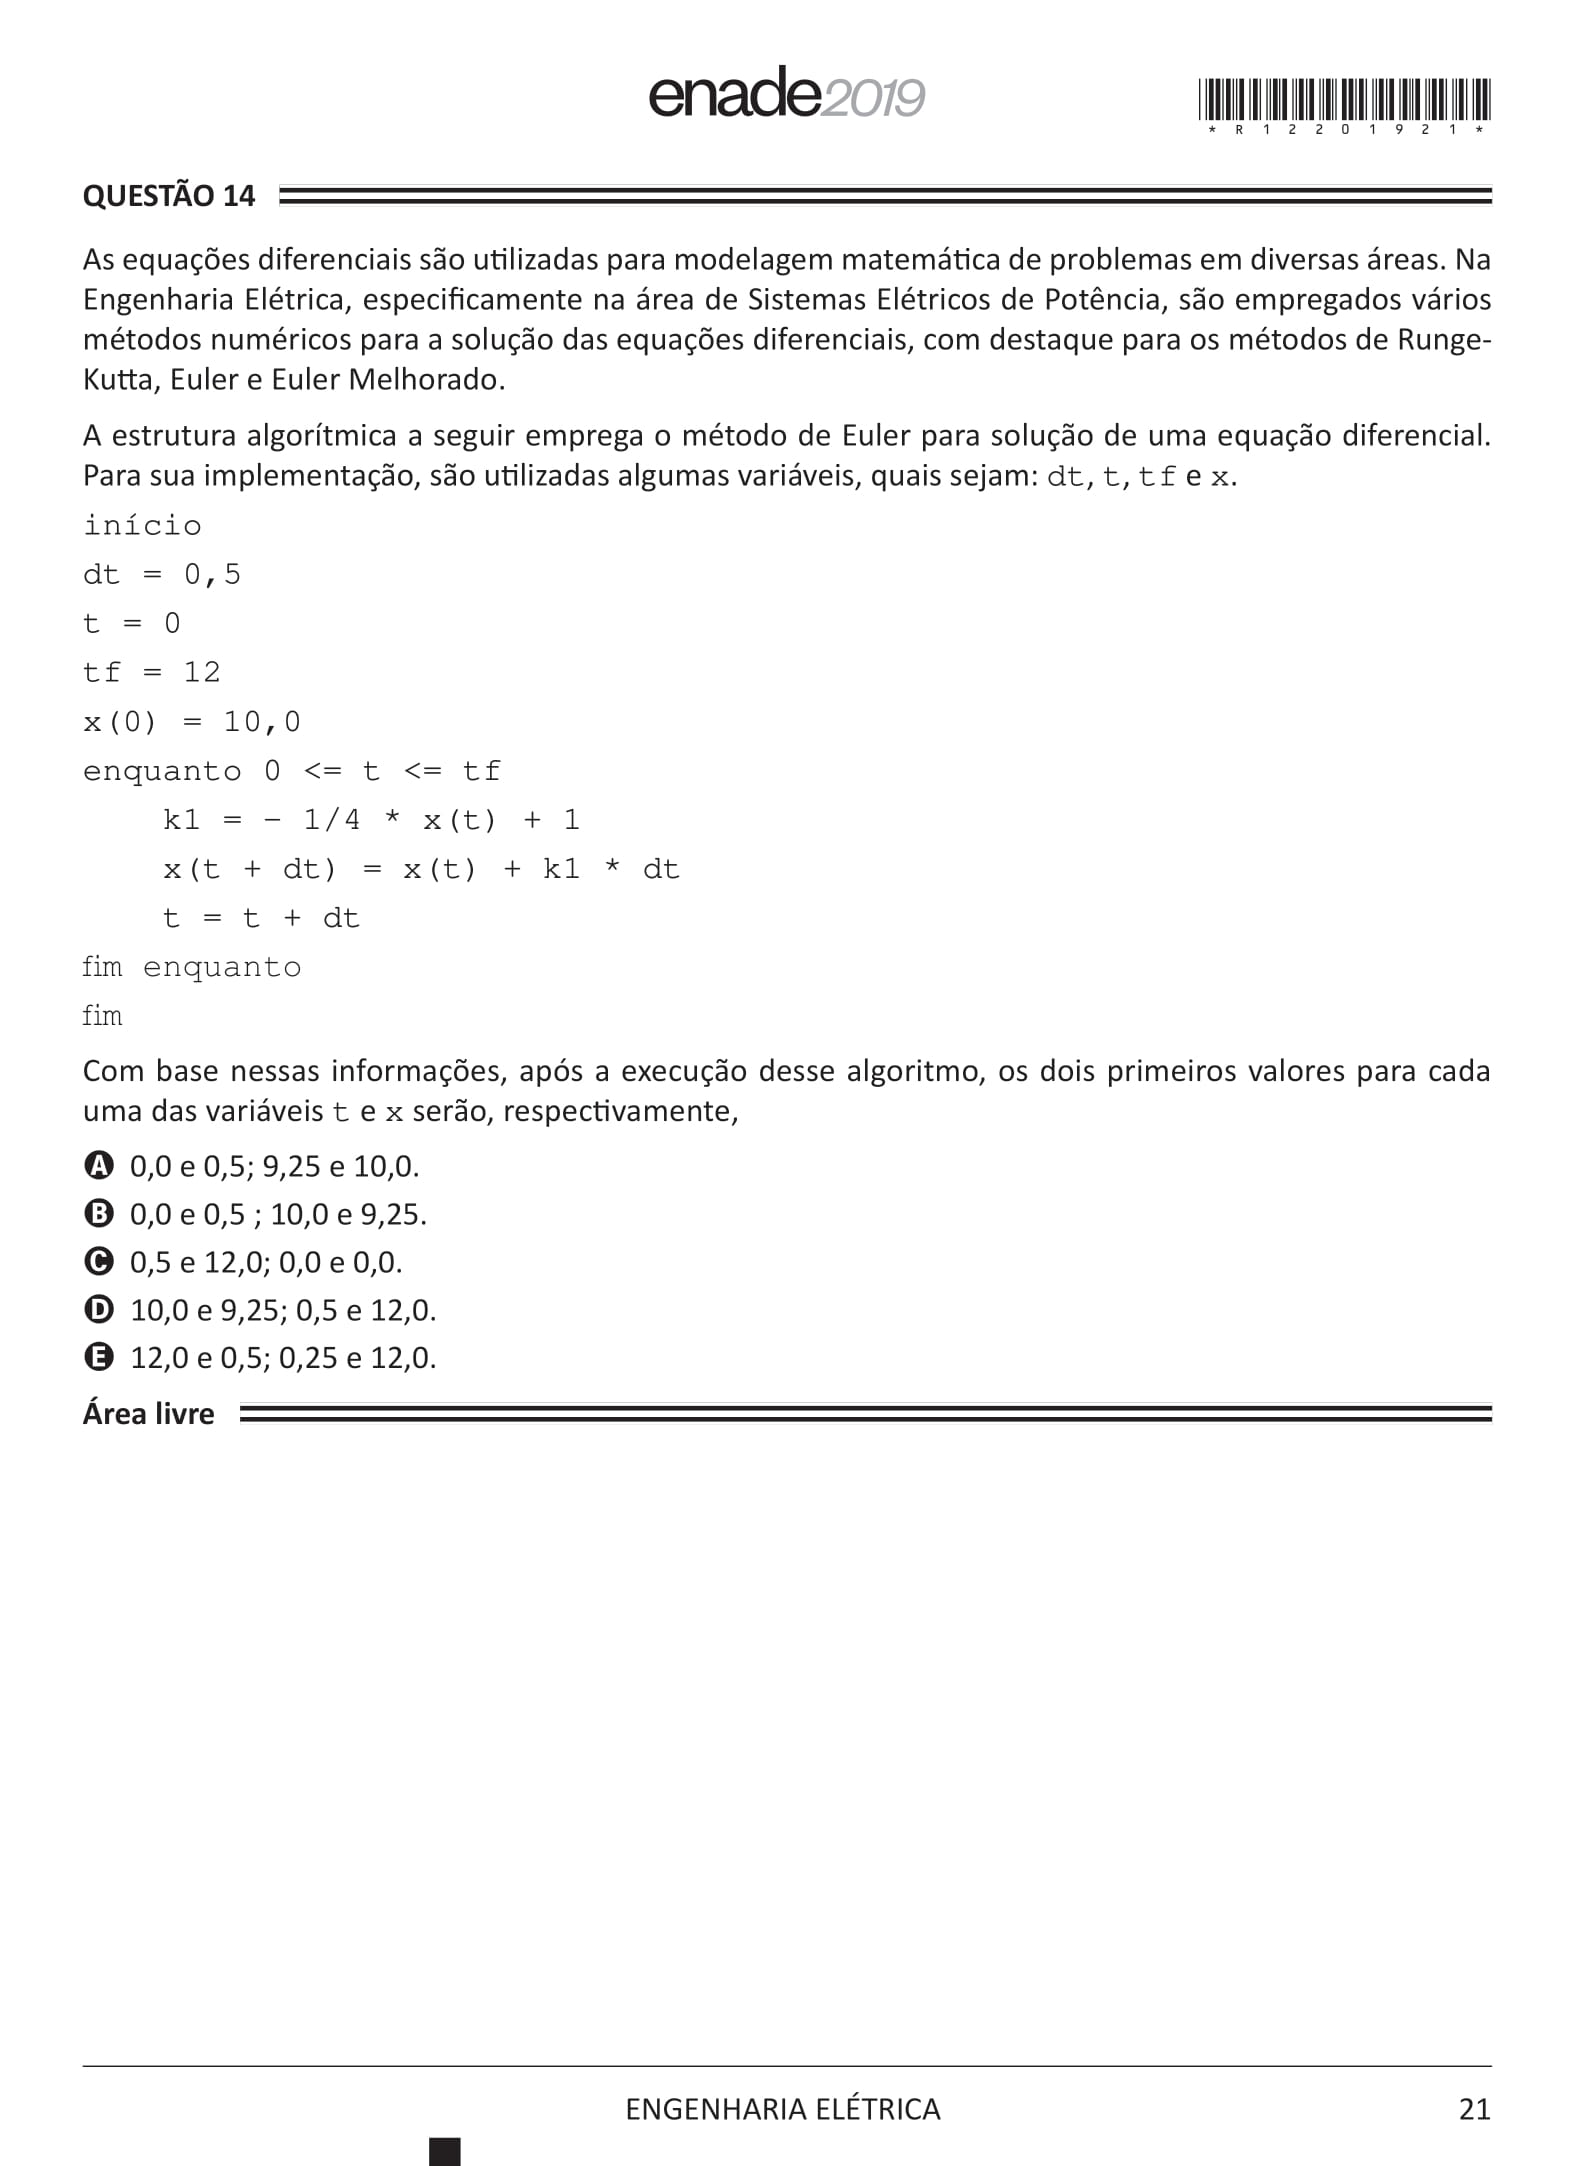 enade2019
*R12201921*
QUESTÃO 14
As equações diferenciais são utilizadas para modelagem matemática de problemas em diversas áreas. Na
Engenharia Elétrica, especificamente na área de Sistemas Elétricos de Potência, são empregados vários
métodos numéricos para a solução das equações diferenciais, com destaque para os métodos de Runge-
Kutta, Euler e Euler Melhorado.
A estrutura algorítmica a seguir emprega o método de Euler para solução de uma equação diferencial.
Para sua implementação, são utilizadas algumas variáveis, quais sejam: dt, t, tf e x.
início
dt = 0,5
t = 0
tf = 12
x(0) = 10,0
enquanto 0 <= t <= tf
k1 = – 1/4 * x(t) + 1
x(t + dt) = x(t) + k1 * dt
t = t + dt
fim enquanto
fim
Com base nessas informações, após a execução desse algoritmo, os dois primeiros valores para cada
uma das variáveis t e x serão, respectivamente,
A 0,0 e 0,5; 9,25 e 10,0.
B 0,0 e 0,5 ; 10,0 e 9,25.
C 0,5 e 12,0; 0,0 e 0,0.
D 10,0 e 9,25; 0,5 e 12,0.
E 12,0 e 0,5; 0,25 e 12,0.
Área livre
ENGENHARIA ELÉTRICA
21